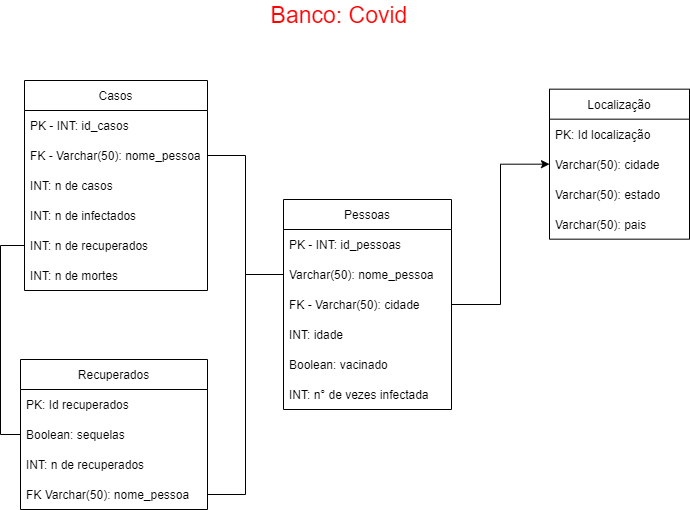 Banco: Covid
Casos
PK - INT: id_casos
FK - Varchar(50): nome_pessoa
INT: n de casos
INT: n de infectados
INT: n de recuperados
INT: n de mortes
Recuperados
PK: Id recuperados
Boolean: sequelas
INT: n de recuperados
FK Varchar(50): nome_pessoa
Pessoas
PK - INT: id_pessoas
Varchar(50): nome_pessoa
FK - Varchar(50): cidade
INT: idade
Boolean: vacinado
INT: n° de vezes infectada
Localização
PK: Id localização
Varchar(50): cidade
Varchar(50): estado
Varchar(50): pais